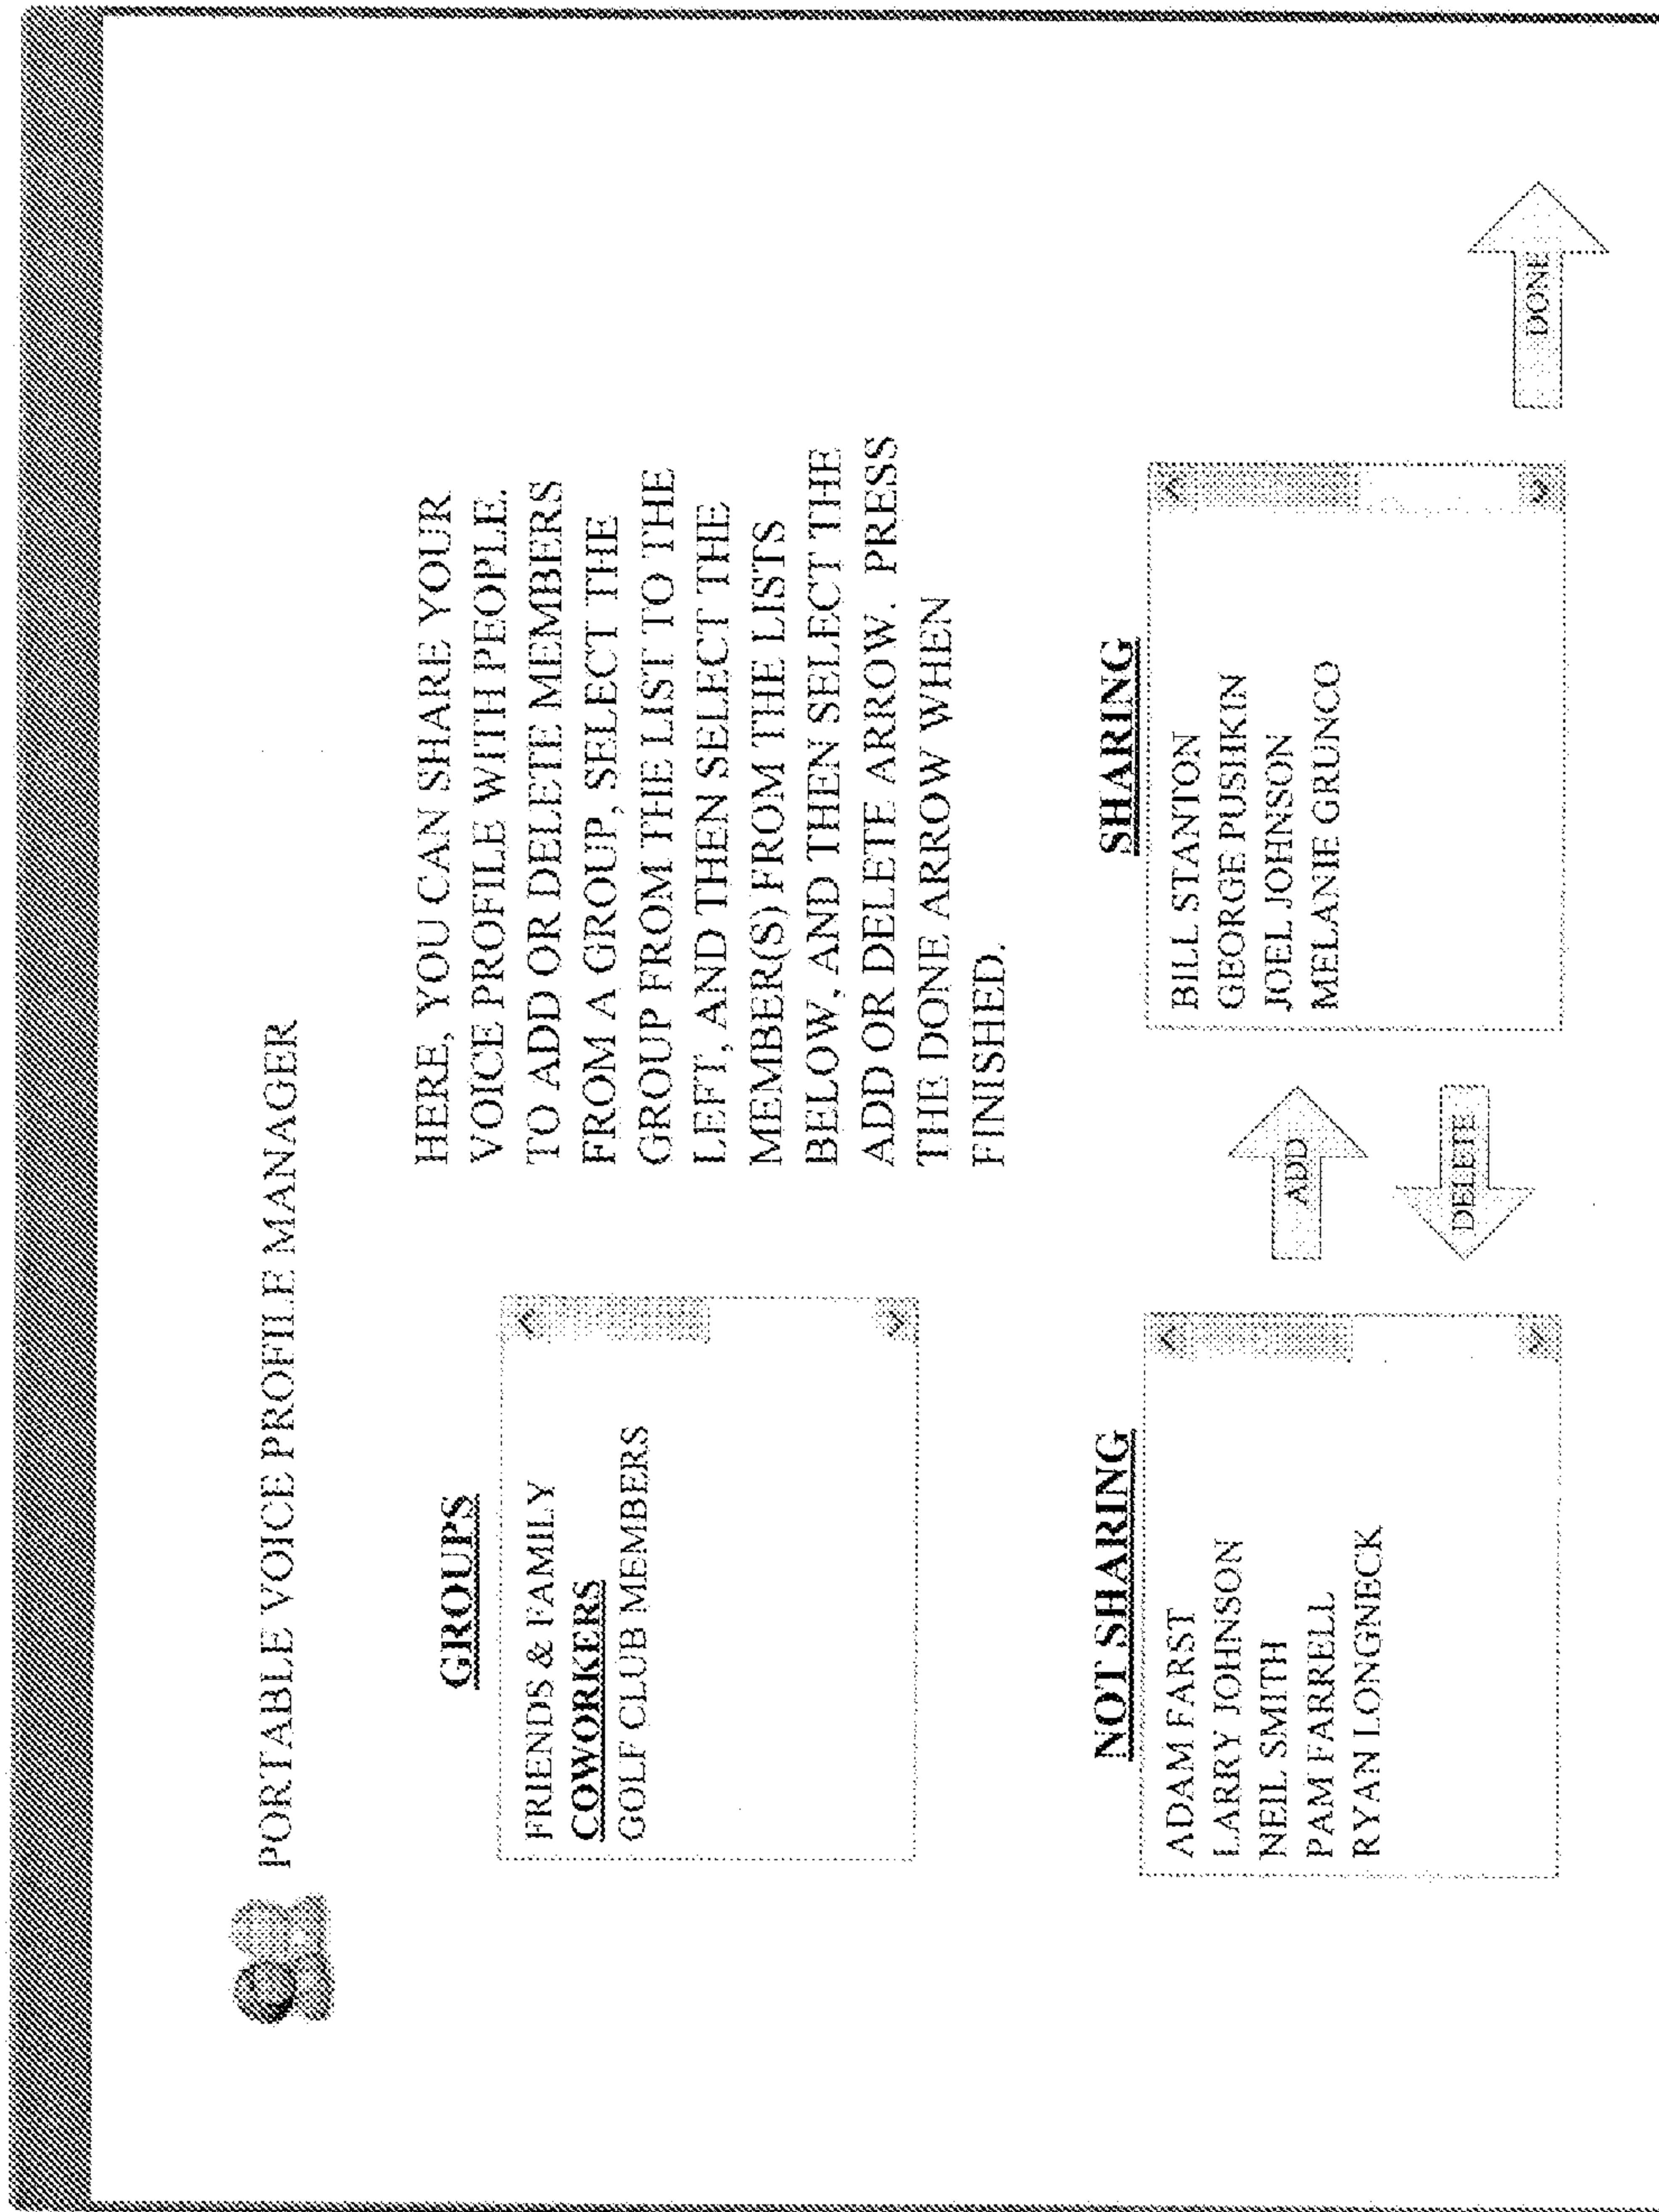 PORTABLE VOICE PROFILE MANAGER
GROUPS
FRIENDS & FAMILY
COWORKERS
GOLF CLUB MEMBERS
HERE, YOU CAN SHARE YOUR
VOICE PROFILE WITH PEOPLE.
TO ADD OR DELETE MEMBERS
FROM A GROUP, SELECT THE
GROUP FROM THE LIST TO THE
LEFT, AND THEN SELECT THE
MEMBER(S) FROM THE LISTS
BELOW, AND THEN SELECT THE
ADD OR DELETE ARROW. PRESS
THE DONE ARROW WHEN
FINISHED.
NOT SHARING
ADAM FARST
LARRY JOHNSON
NEIL SMITH
PAM FARRELL
RYAN LONGNECK
ADD
DELETE
SHARING
BILL STANTON
GEORGE PUSHKIN
JOEL JOHNSON
MELANIE GRUNCO
DONE